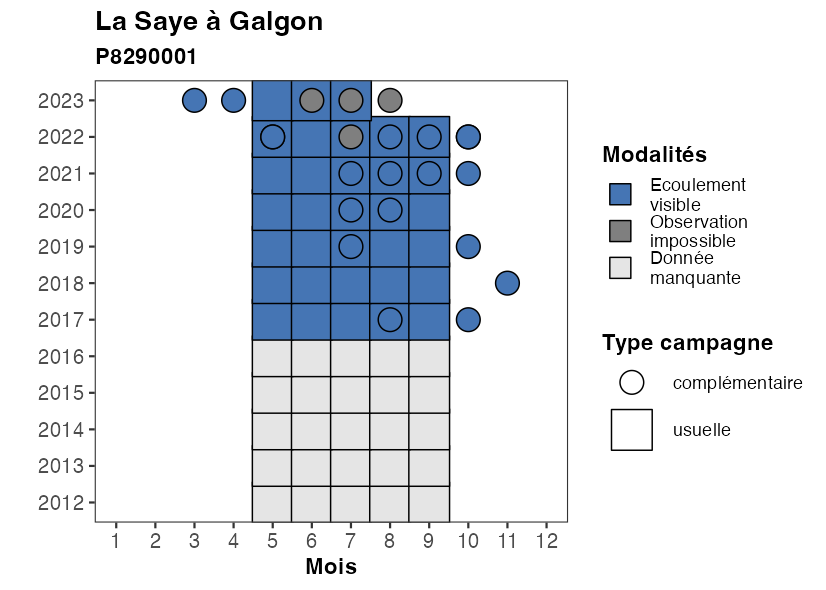 La Saye à Galgon
P8290001
2023
2022
2021
2020
2019
2018
2017
2016
2015
2014
2013
2012
1 2 3 4 5 6 7 8 9 10 11 12
Mois
Modalités
Ecoulement
visible
Observation
impossible
Donnée
manquante
Type campagne
complémentaire
usuelle